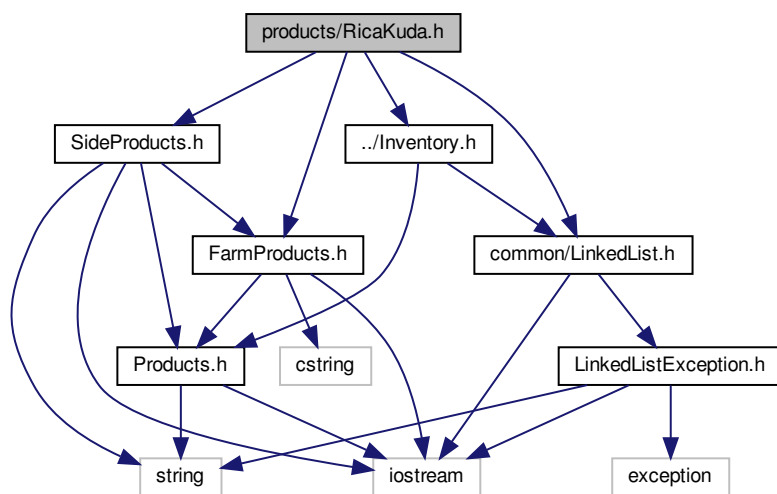 products/RicaKuda.h
SideProducts.h
../Inventory.h
FarmProducts.h
common/LinkedList.h
Products.h
cstring
LinkedListException.h
string
iostream
exception